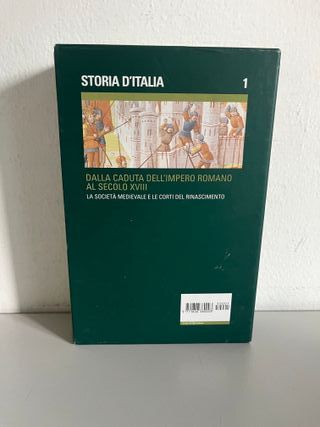 STORIA D'ITALIA 1
DALLA CADUTA DELL'IMPERO ROMANO
AL SECOLO XVIII
LA SOCIETÀ MEDIEVALE E LE CORTI DEL RINASCIMENTO